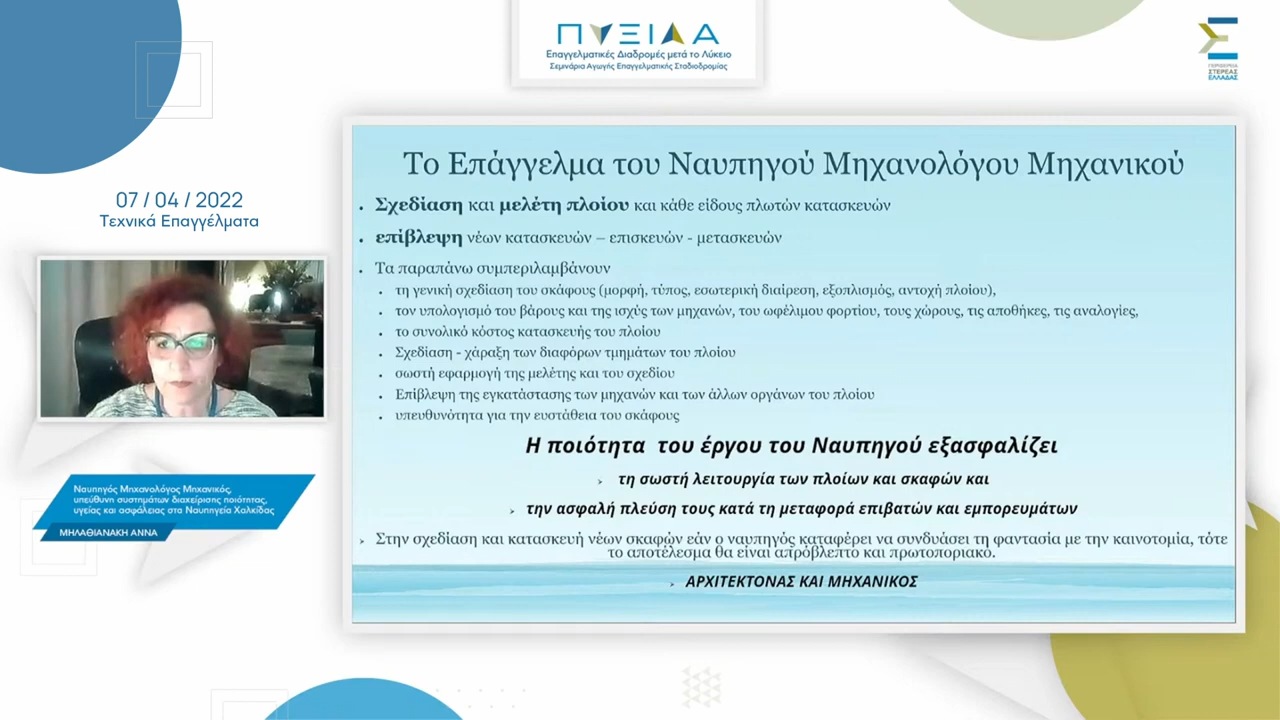 ΠΥΞΙΔΑ
Επαγγελματικές Διαδρομές μετά το Λύκειο
Σεμινάρια Αγωγής Επαγγελματικής Σταδιοδρομίας
ΠΕΡΙΦΕΡΕΙΑ
ΣΤΕΡΕΑΣ
ΕΛΛΑΔΑΣ
07 / 04 / 2022
Τεχνικά Επαγγέλματα
Ναυπηγός Μηχανολόγος Μηχανικός,
υπεύθυνη συστημάτων διαχείρισης ποιότητας,
υγείας και ασφάλειας στα Ναυπηγεία Χαλκίδας
ΜΗΛΑΘΙΑΝΑΚΗ ΑΝΝΑ
Το Επάγγελμα του Ναυπηγού Μηχανολόγου Μηχανικού
Σχεδίαση και μελέτη πλοίου και κάθε είδους πλωτών κατασκευών
επίβλεψη νέων κατασκευών – επισκευών - μετασκευών
Τα παραπάνω συμπεριλαμβάνουν
τη γενική σχεδίαση του σκάφους (μορφή, τύπος, εσωτερική διαίρεση, εξοπλισμός, αντοχή πλοίου),
τον υπολογισμό του βάρους και της ισχύς των μηχανών, του ωφέλιμου φορτίου, τους χώρους, τις αποθήκες, τις αναλογίες,
το συνολικό κόστος κατασκευής του πλοίου
Σχεδίαση - χάραξη των διαφόρων τμημάτων του πλοίου
σωστή εφαρμογή της μελέτης και του σχεδίου
Επίβλεψη της εγκατάστασης των μηχανών και των άλλων οργάνων του πλοίου
υπευθυνότητα για την ευστάθεια του σκάφους
Η ποιότητα του έργου του Ναυπηγού εξασφαλίζει
τη σωστή λειτουργία των πλοίων και σκαφών και
την ασφαλή πλεύση τους κατά τη μεταφορά επιβατών και εμπορευμάτων
Στην σχεδίαση και κατασκευή νέων σκαφών εάν ο ναυπηγός καταφέρει να συνδυάσει τη φαντασία με την καινοτομία, τότε
το αποτέλεσμα θα είναι απρόβλεπτο και πρωτοποριακό.
ΑΡΧΙΤΕΚΤΟΝΑΣ ΚΑΙ ΜΗΧΑΝΙΚΟΣ